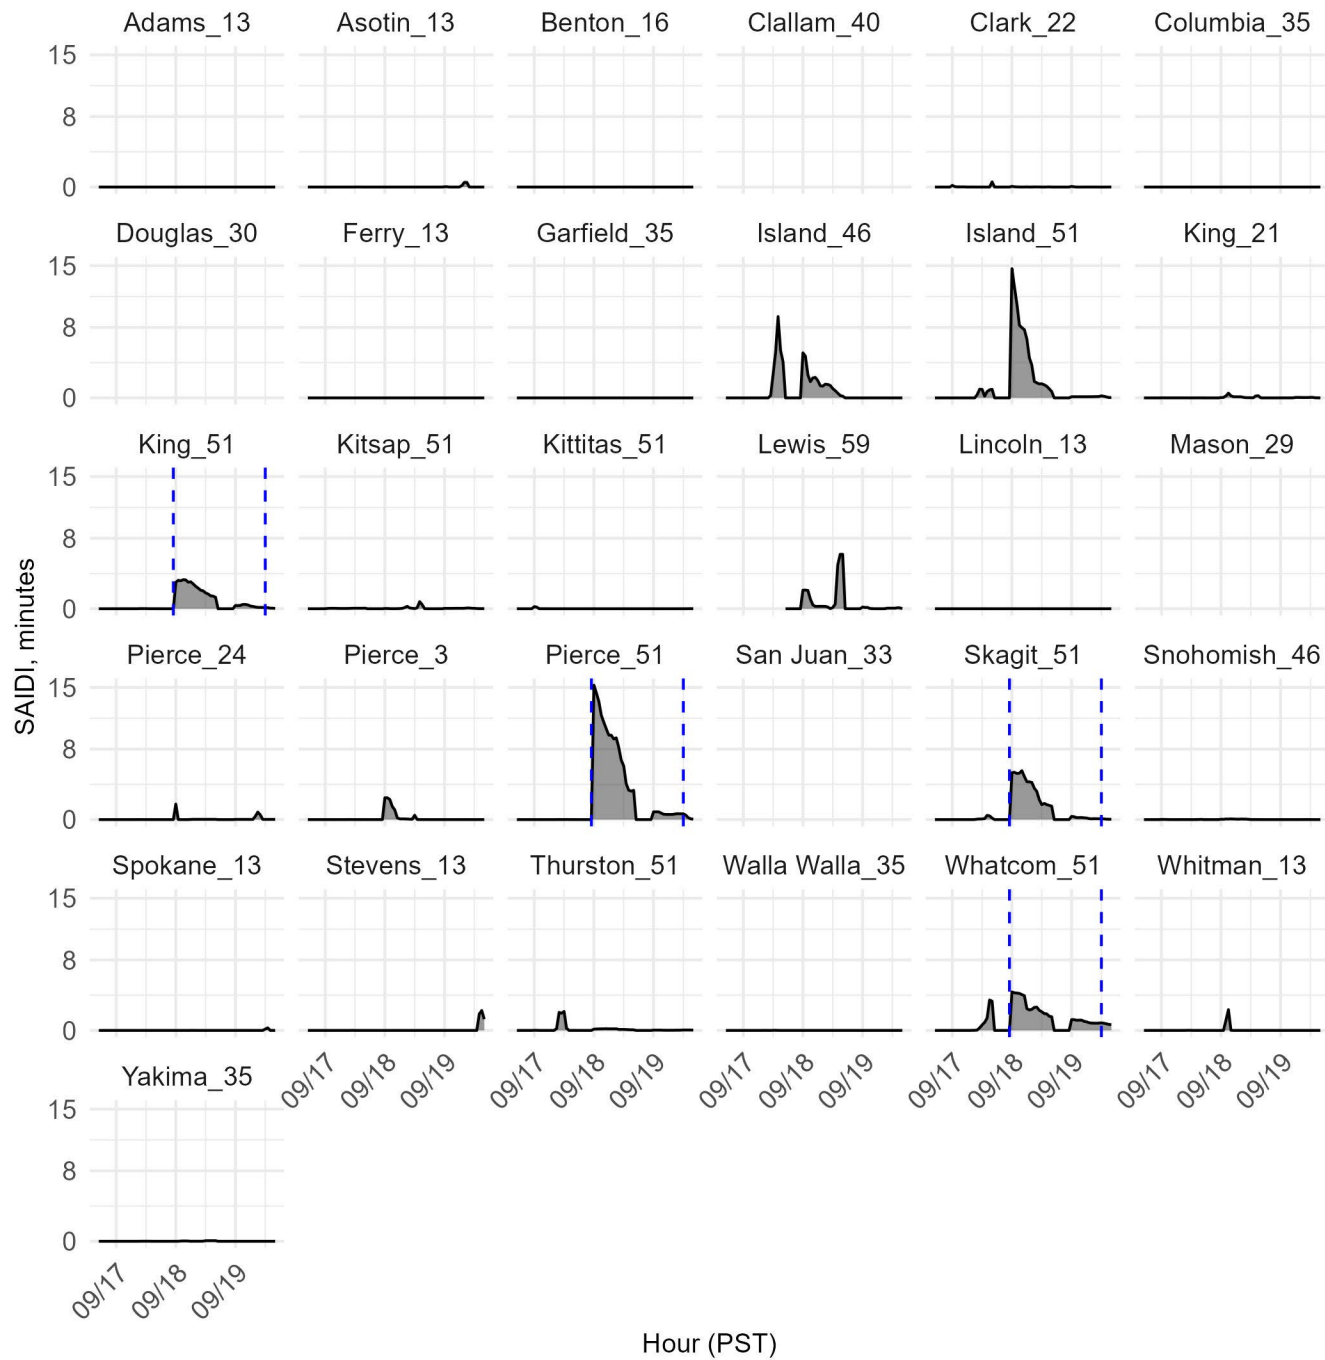 Adams_13 Asotin_13 Benton_16 Clallam_40 Clark_22 Columbia_35
15
8
0
Douglas_30 Ferry_13 Garfield_35 Island_46 Island_51 King_21
15
8
0
King_51 Kitsap_51 Kittitas_51 Lewis_59 Lincoln_13 Mason_29
15
8
0
SAIDI, minutes
Pierce_24 Pierce_3 Pierce_51 San Juan_33 Skagit_51 Snohomish_46
15
8
0
Spokane_13 Stevens_13 Thurston_51 Walla Walla_35 Whatcom_51 Whitman_13
15
8
0
09/17 09/18 09/19 09/17 09/18 09/19 09/17 09/18 09/19 09/17 09/18 09/19 09/17 09/18 09/19
Yakima_35
15
8
0
09/17 09/18 09/19
Hour (PST)